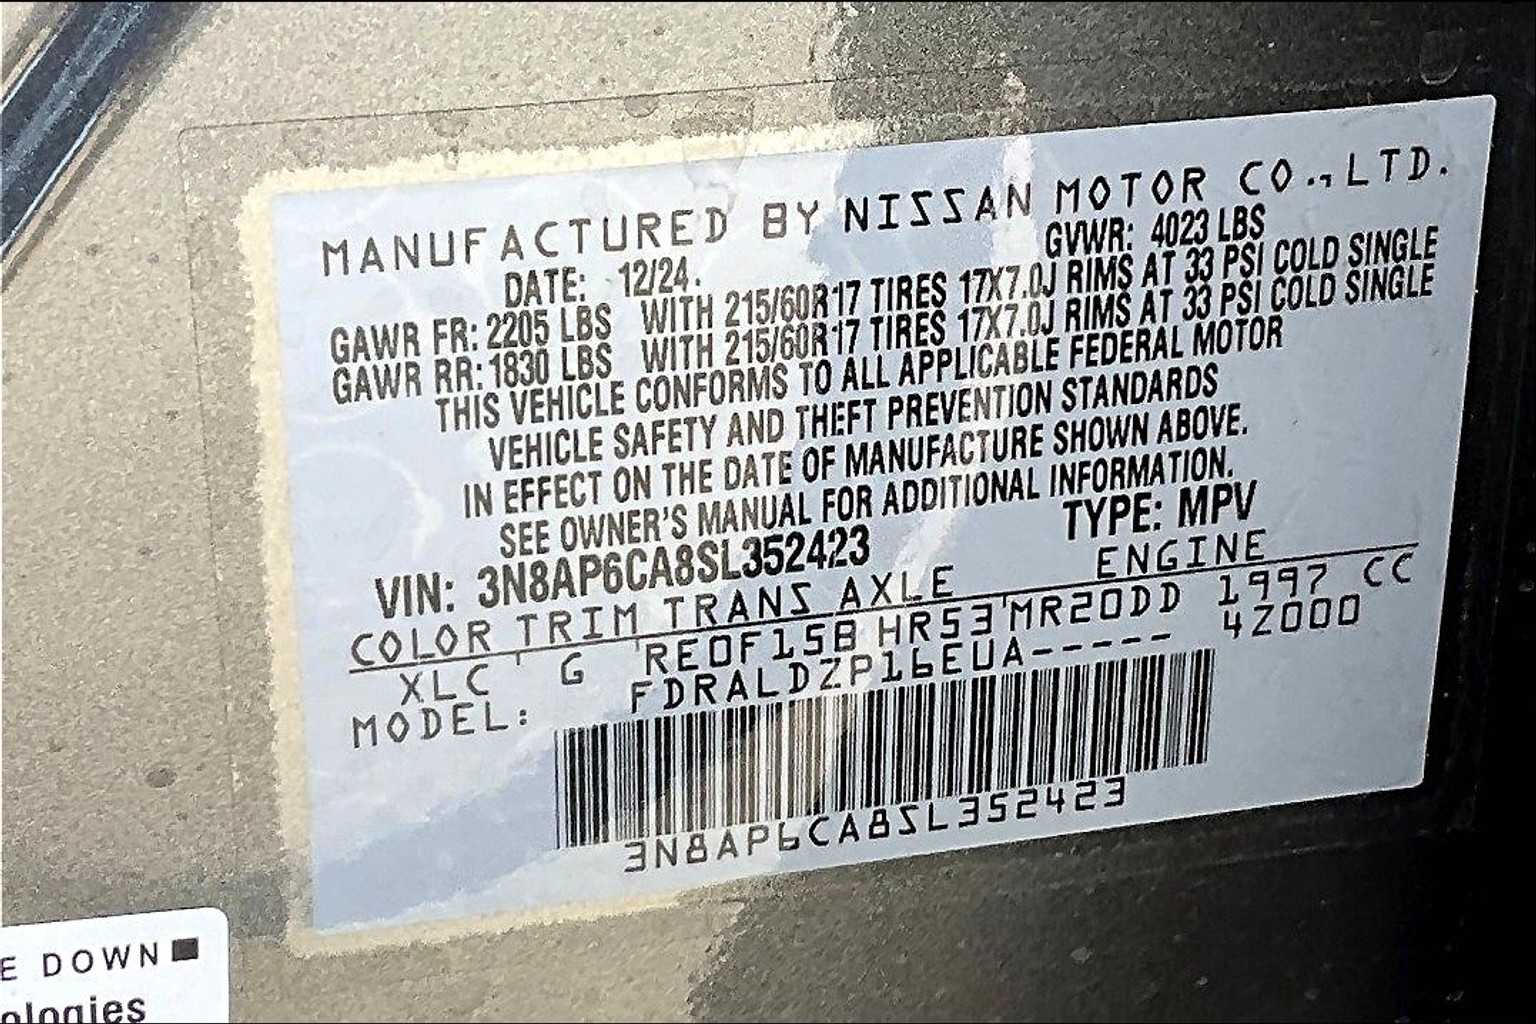 MANUFACTURED BY NISSAN MOTOR CO.,LTD.
DATE: 12/24. GVWR: 4023 LBS
GAWR FR: 2205 LBS WITH 215/60R17 TIRES 17X7.0J RIMS AT 33 PSI COLD SINGLE
GAWR RR: 1830 LBS WITH 215/60R17 TIRES 17X7.0J RIMS AT 33 PSI COLD SINGLE
THIS VEHICLE CONFORMS TO ALL APPLICABLE FEDERAL MOTOR
VEHICLE SAFETY AND THEFT PREVENTION STANDARDS
IN EFFECT ON THE DATE OF MANUFACTURE SHOWN ABOVE.
SEE OWNER'S MANUAL FOR ADDITIONAL INFORMATION.
VIN: 3N8AP6CA8SL352423 TYPE: MPV
COLOR TRIM TRANS AXLE ENGINE
XLC G RE0F15B HR53 MR20DD 1997 CC
MODEL: FDRALDZP16EUA----- 4Z000
3N8AP6CA8SL352423
E DOWN
ologies